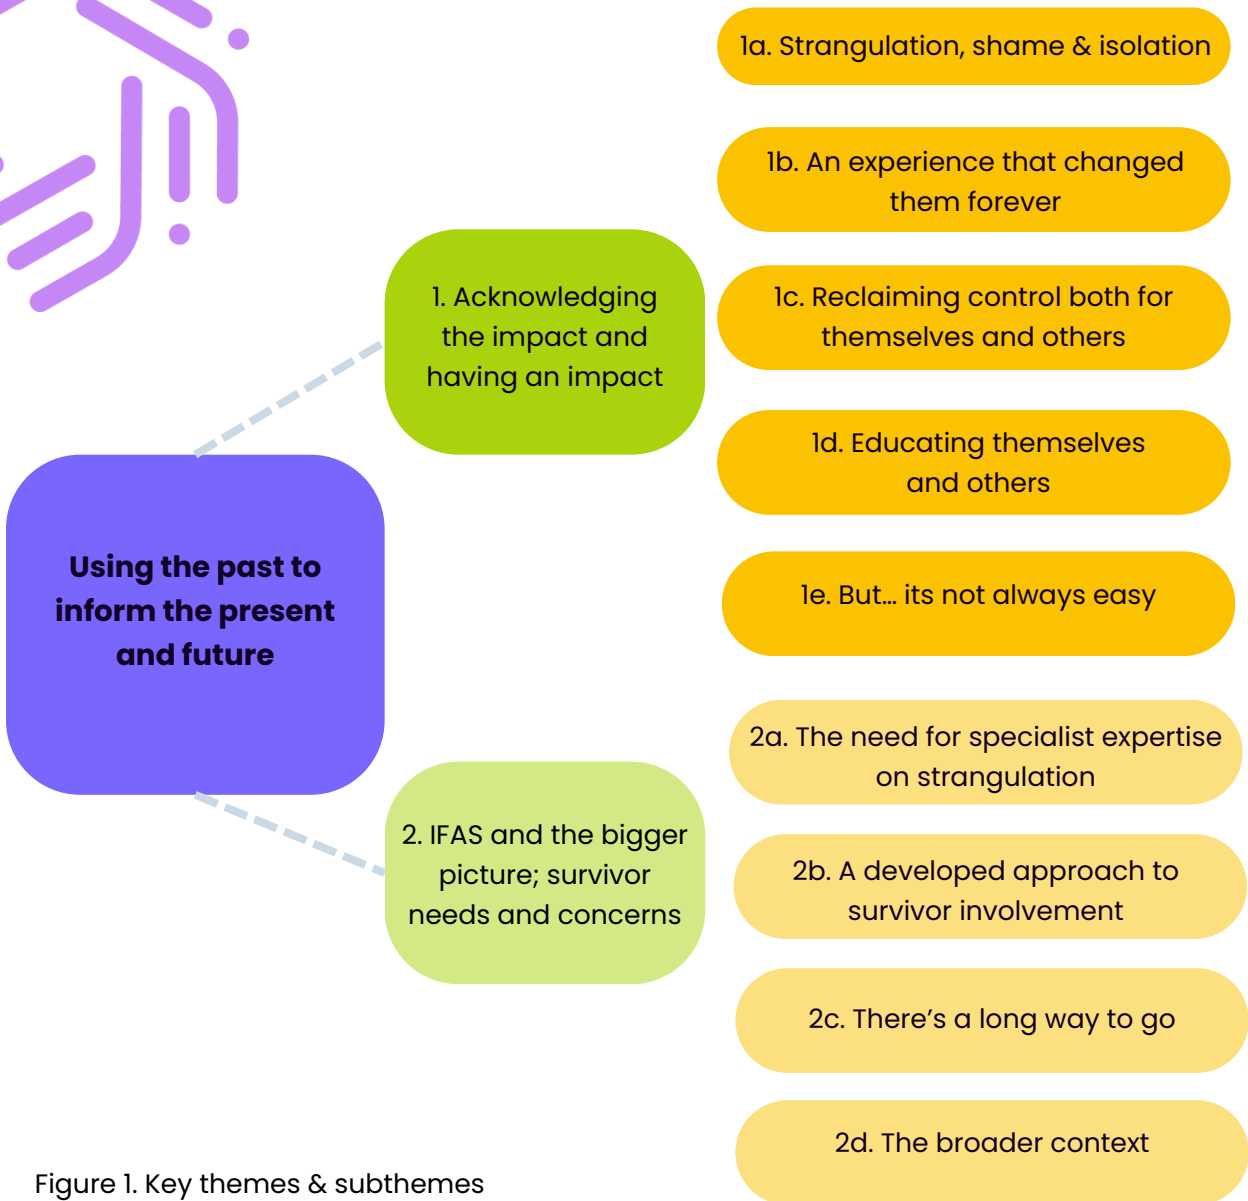 1a. Strangulation, shame & isolation
1b. An experience that changed
them forever
1. Acknowledging
the impact and
having an impact
1c. Reclaiming control both for
themselves and others
1d. Educating themselves
and others
Using the past to
inform the present
and future
1e. But... its not always easy
2a. The need for specialist expertise
on strangulation
2. IFAS and the bigger
picture; survivor
needs and concerns
2b. A developed approach to
survivor involvement
2c. There’s a long way to go
2d. The broader context
Figure 1. Key themes & subthemes